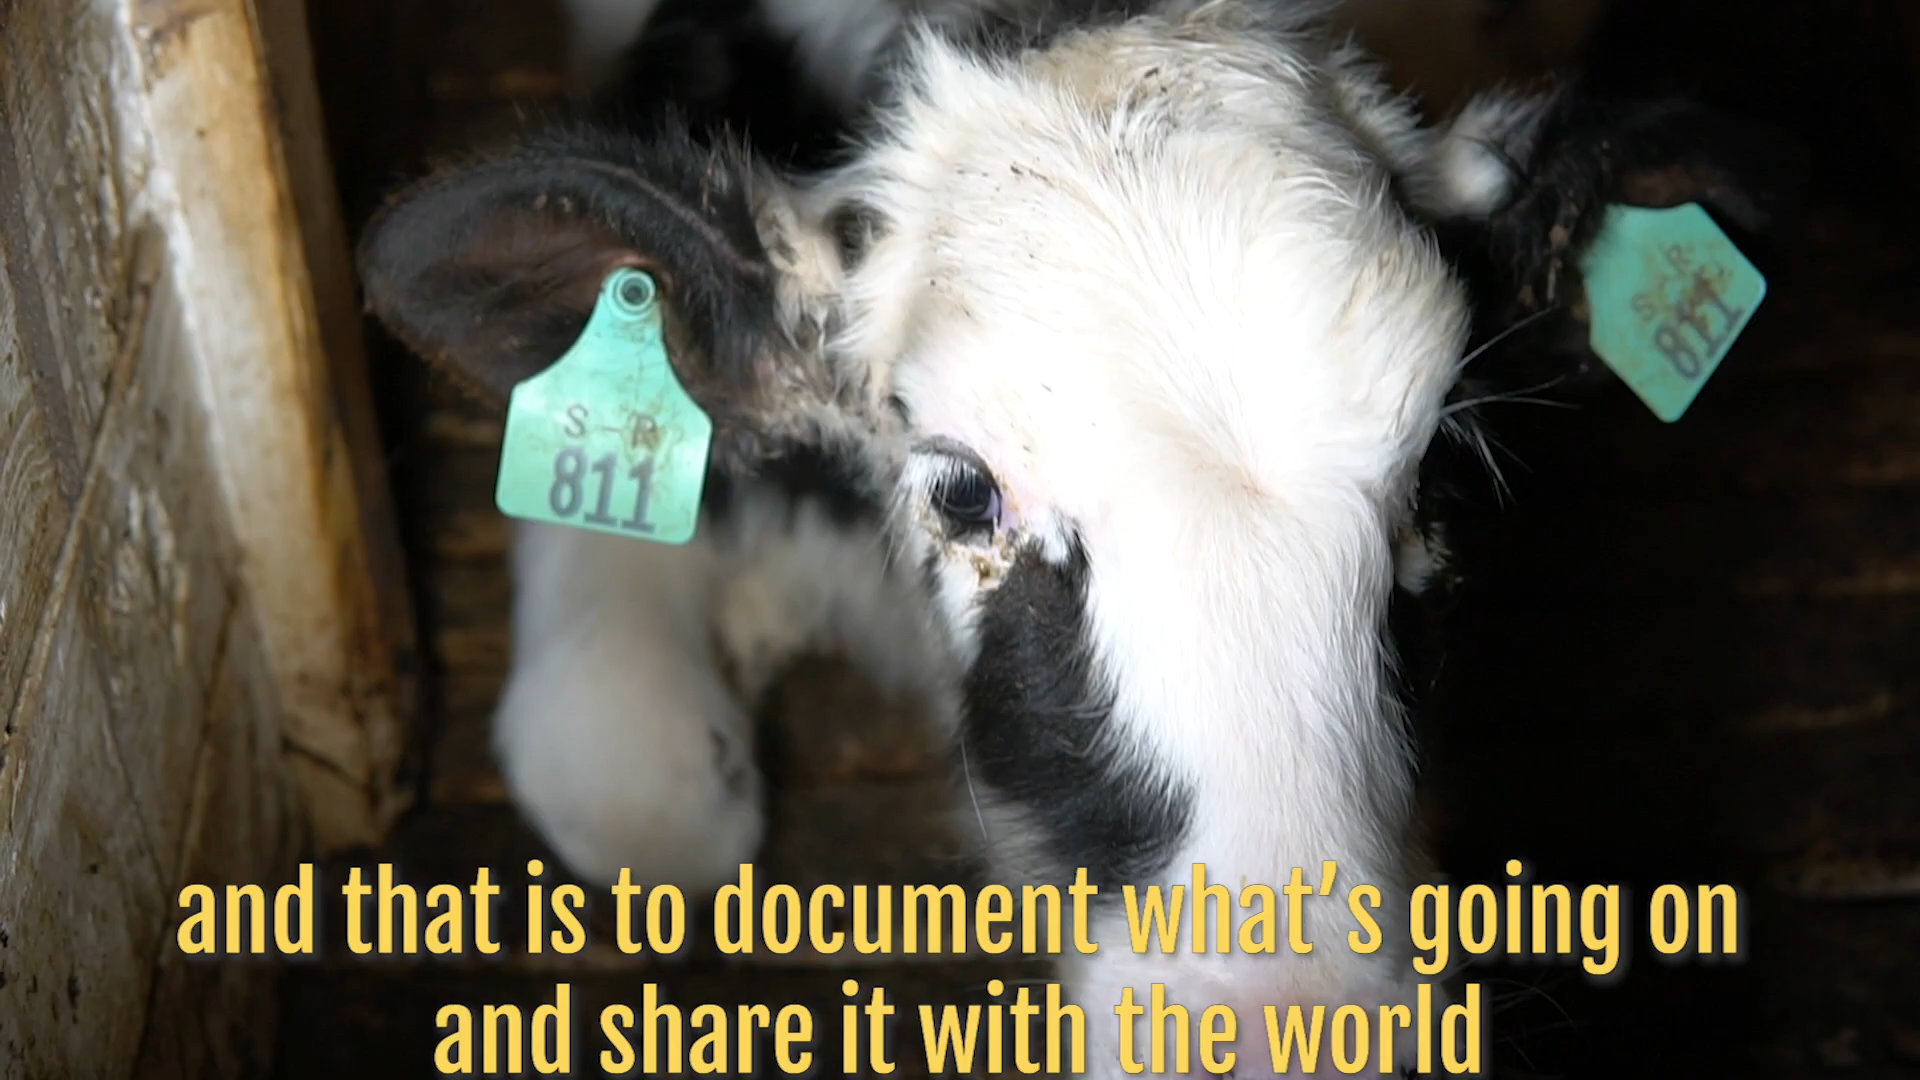 S-R
811
S-R
811
and that is to document what's going on
and share it with the world